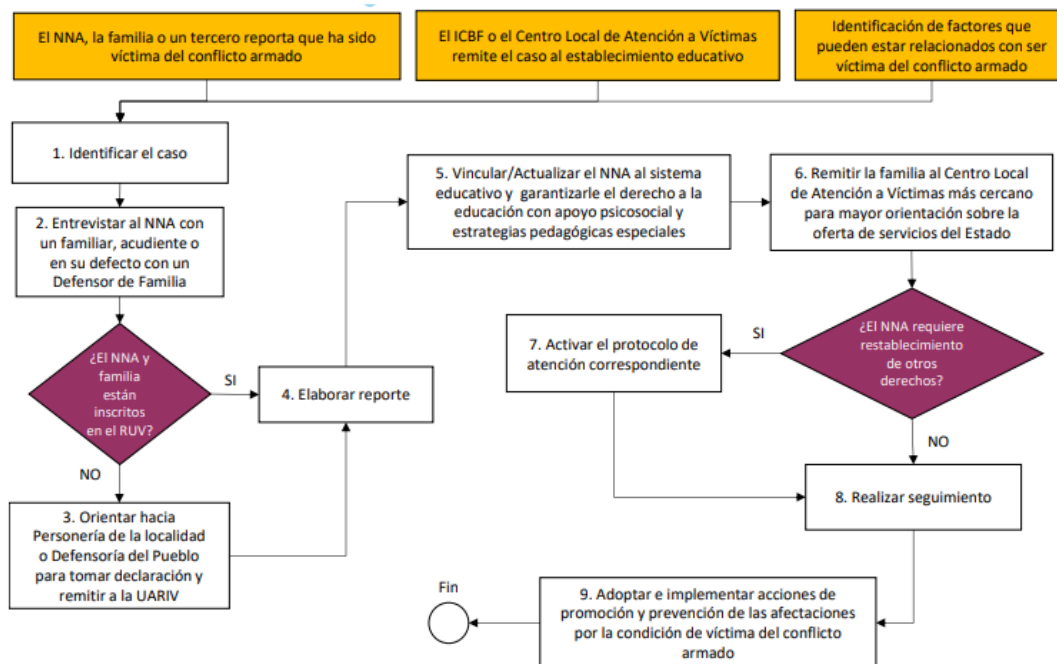 El NNA, la familia o un tercero reporta que ha sido
víctima del conflicto armado
El ICBF o el Centro Local de Atención a Víctimas
remite el caso al establecimiento educativo
Identificación de factores que
pueden estar relacionados con ser
víctima del conflicto armado
1. Identificar el caso
2. Entrevistar al NNA con
un familiar, acudiente o
en su defecto con un
Defensor de Familia
¿El NNA y
familia
están
inscritos
en el RUV?
SI
NO
3. Orientar hacia
Personería de la localidad
o Defensoría del Pueblo
para tomar declaración y
remitir a la UARIV
4. Elaborar reporte
5. Vincular/Actualizar el NNA al sistema
educativo y garantizarle el derecho a la
educación con apoyo psicosocial y
estrategias pedagógicas especiales
6. Remitir la familia al Centro Local
de Atención a Víctimas más cercano
para mayor orientación sobre la
oferta de servicios del Estado
¿El NNA requiere
restablecimiento
de otros
derechos?
SI
7. Activar el protocolo de
atención correspondiente
NO
8. Realizar seguimiento
9. Adoptar e implementar acciones de
promoción y prevención de las afectaciones
por la condición de víctima del conflicto
armado
Fin